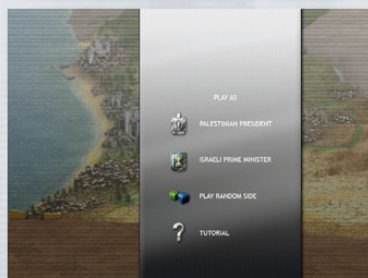 PLAY AS
PALESTINIAN PRESIDENT
ISRAELI PRIME MINISTER
PLAY RANDOM SIDE
TUTORIAL